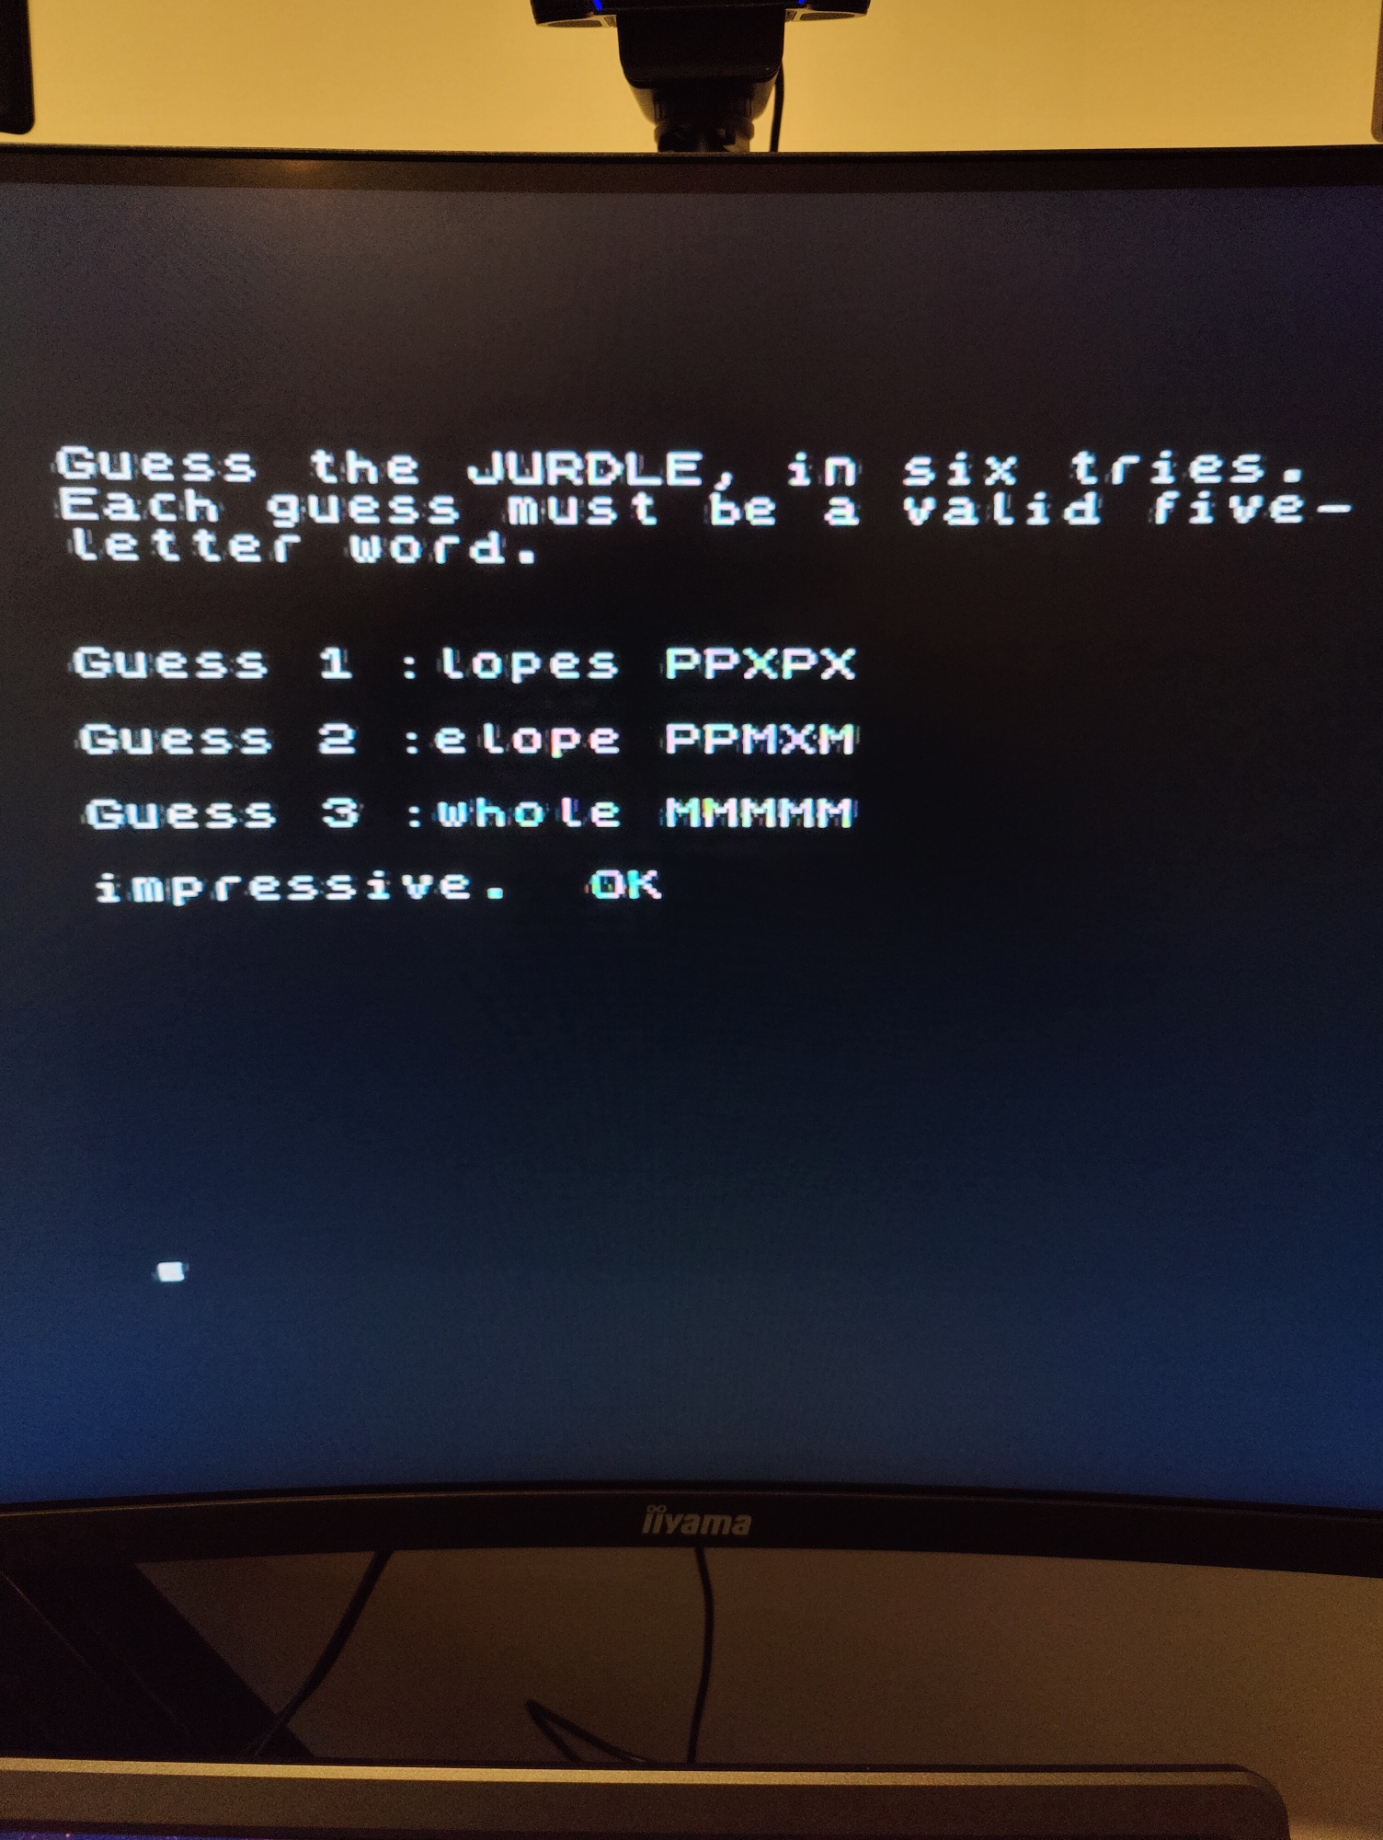 Guess the JURDLE, in six tries.
Each guess must be a valid five-
letter word.
Guess 1 :lopes PPXPX
Guess 2 :elope PPMXM
Guess 3 :whole MMMMM
impressive. OK
iiyama